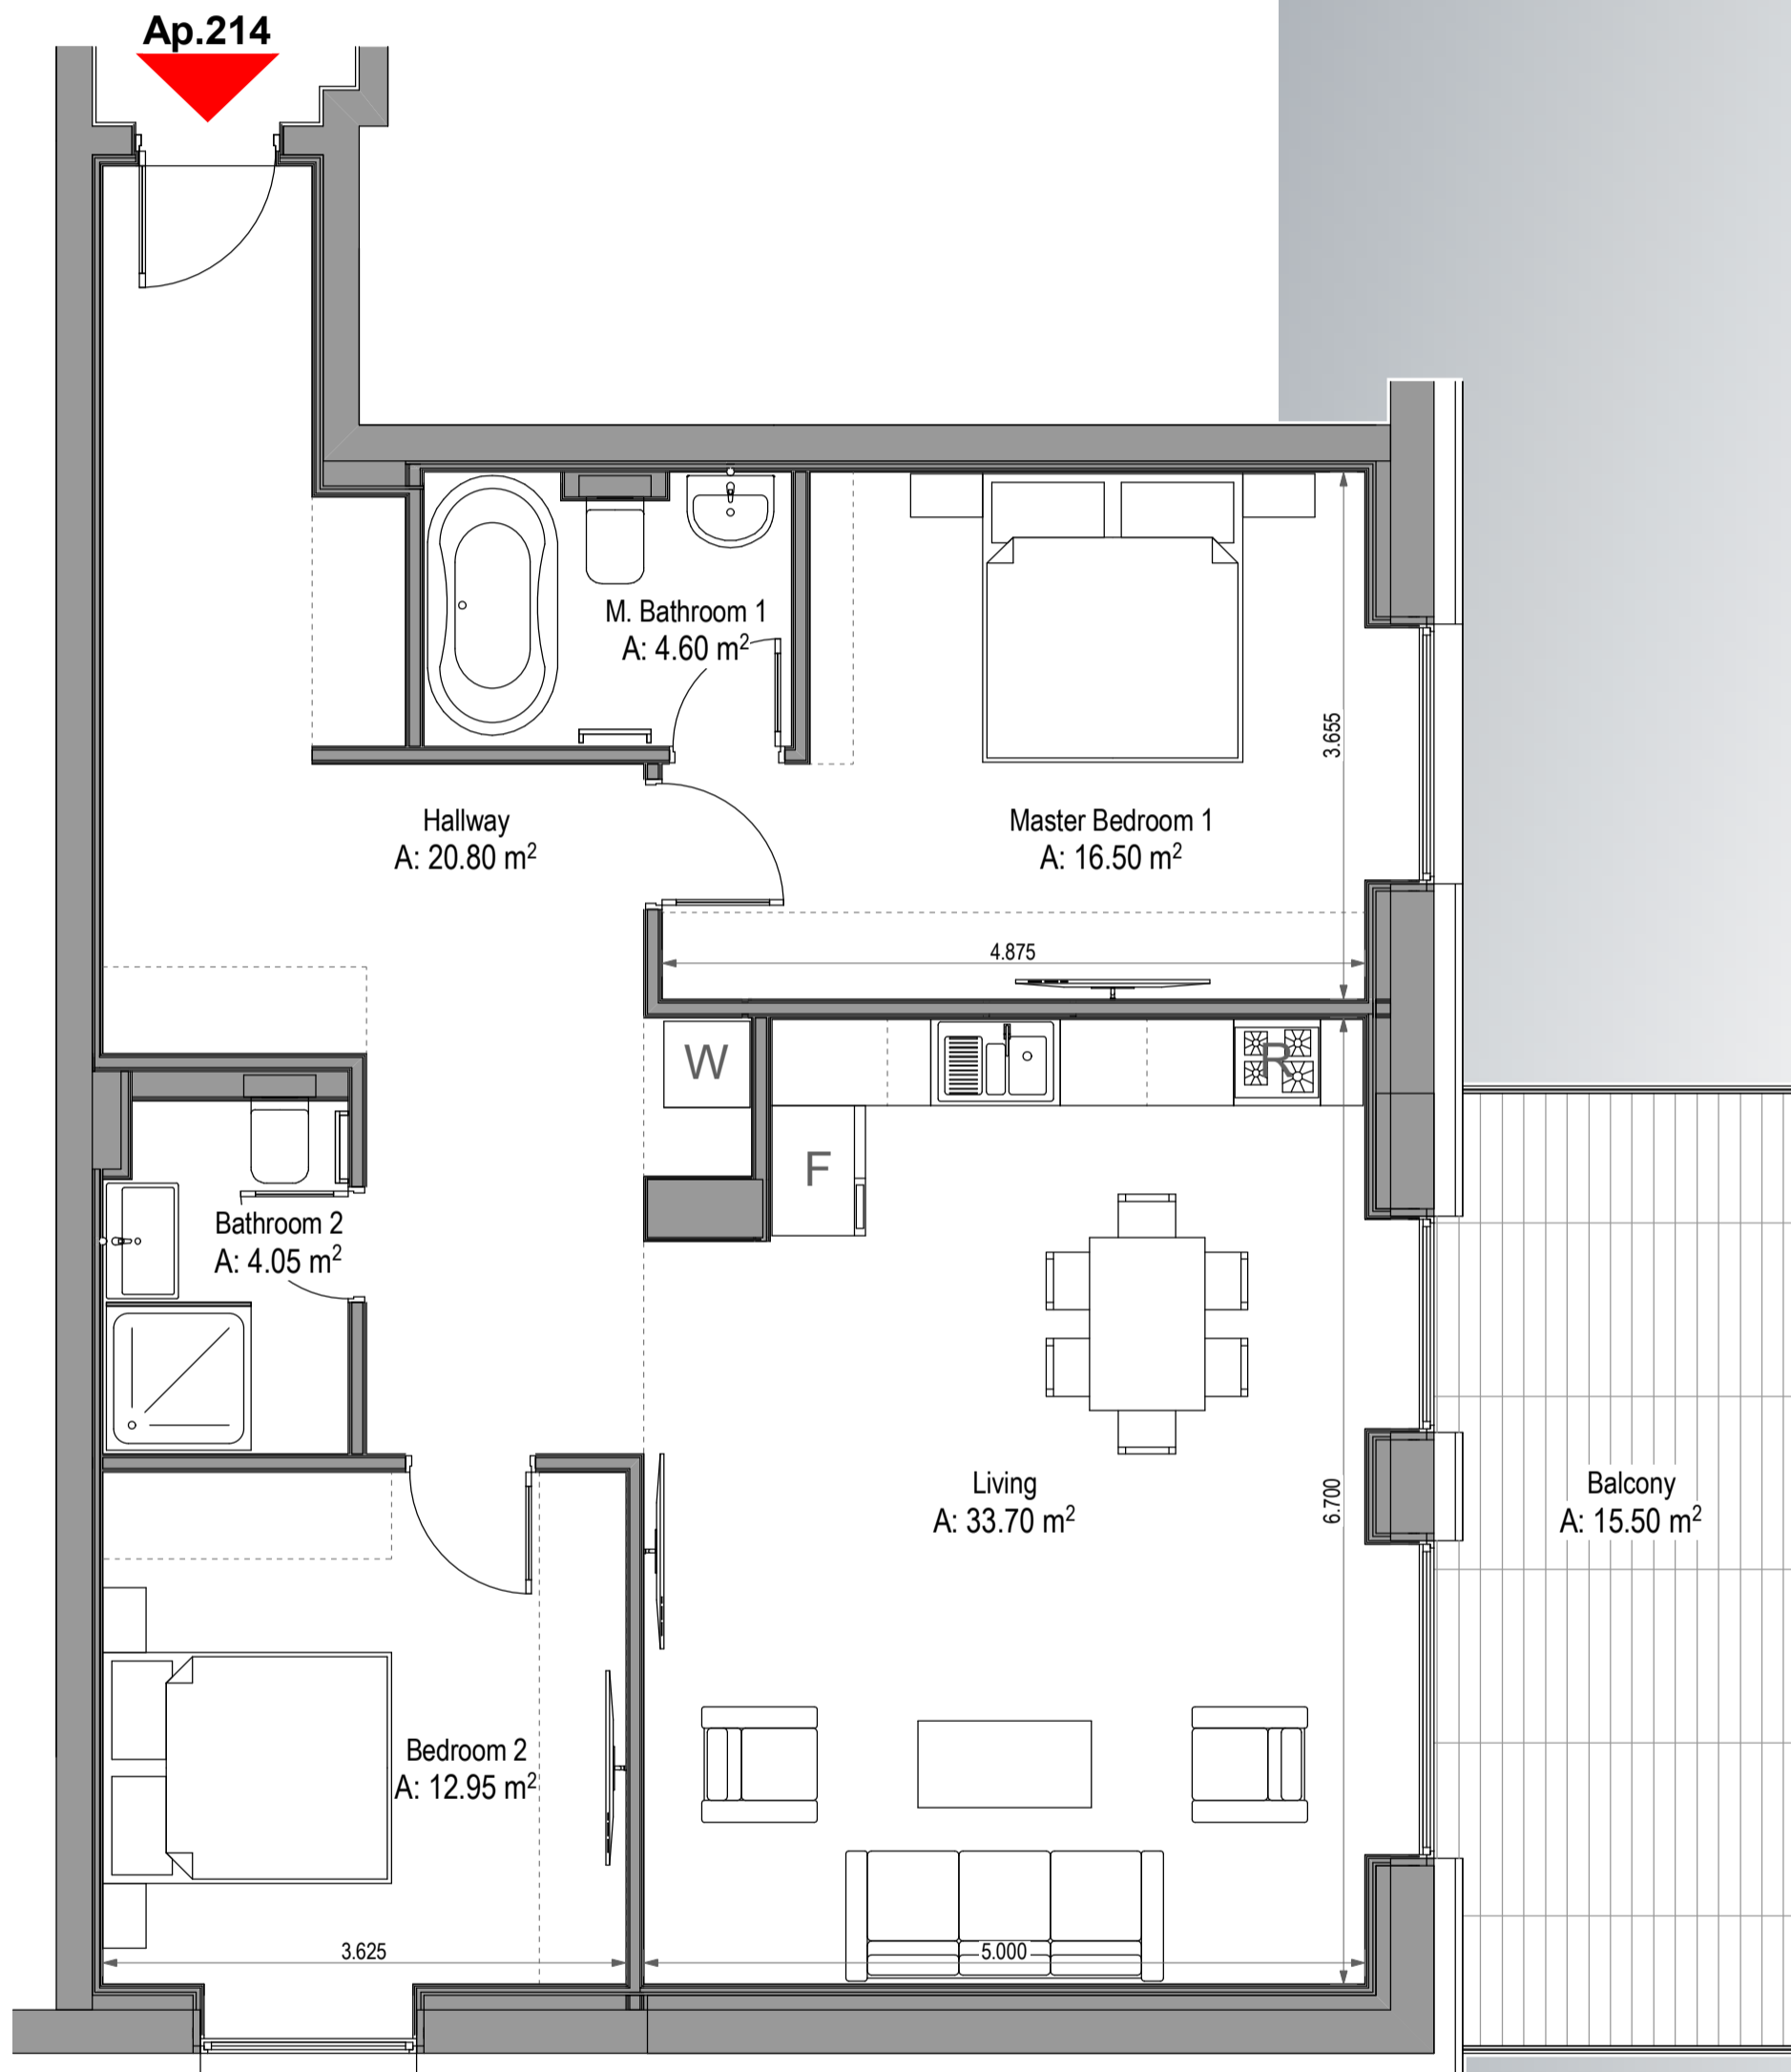 Ap.214
M. Bathroom 1
A: 4.60 m²
3.655
Hallway
A: 20.80 m²
Master Bedroom 1
A: 16.50 m²
4.875
W
R
F
Bathroom 2
A: 4.05 m²
Living
A: 33.70 m²
6.700
Balcony
A: 15.50 m²
Bedroom 2
A: 12.95 m²
3.625
5.000